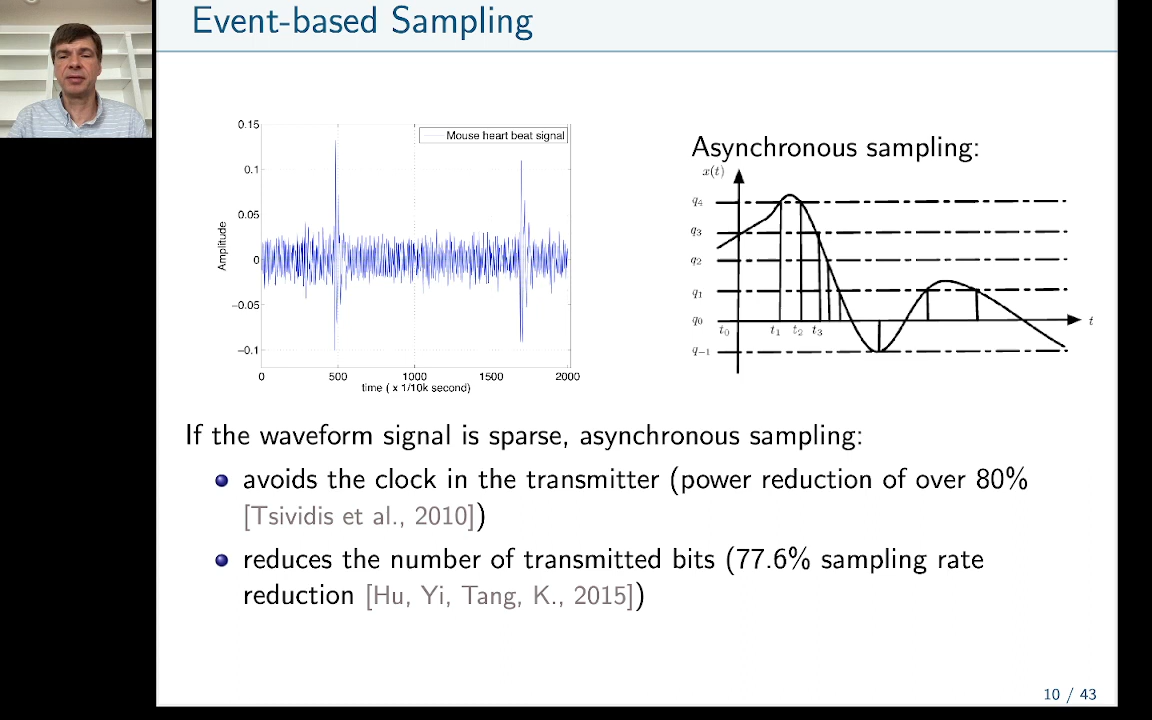 Event-based Sampling
0.15
0.1
0.05
0
−0.05
−0.1
Amplitude
Mouse heart beat signal
0 500 1000 1500 2000
time ( x 1/10k second)
Asynchronous sampling:
x(t)
q4
q3
q2
q1
q0
q−1
t0 t1 t2 t3
t
If the waveform signal is sparse, asynchronous sampling:
avoids the clock in the transmitter (power reduction of over 80%
[Tsividis et al., 2010])
reduces the number of transmitted bits (77.6% sampling rate
reduction [Hu, Yi, Tang, K., 2015])
10 / 43